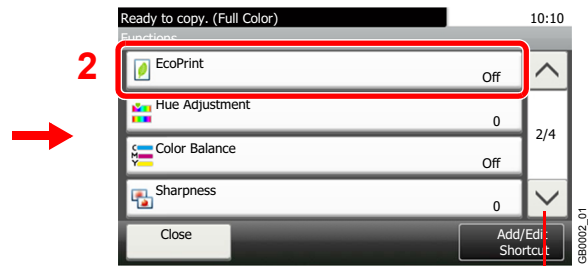 Ready to copy. (Full Color)
10:10
Functions
2
EcoPrint
Off
Hue Adjustment
0
2/4
C
M
Y
Color Balance
Off
Sharpness
0
Close
Add/Edit
Shortcut
GB0002_01